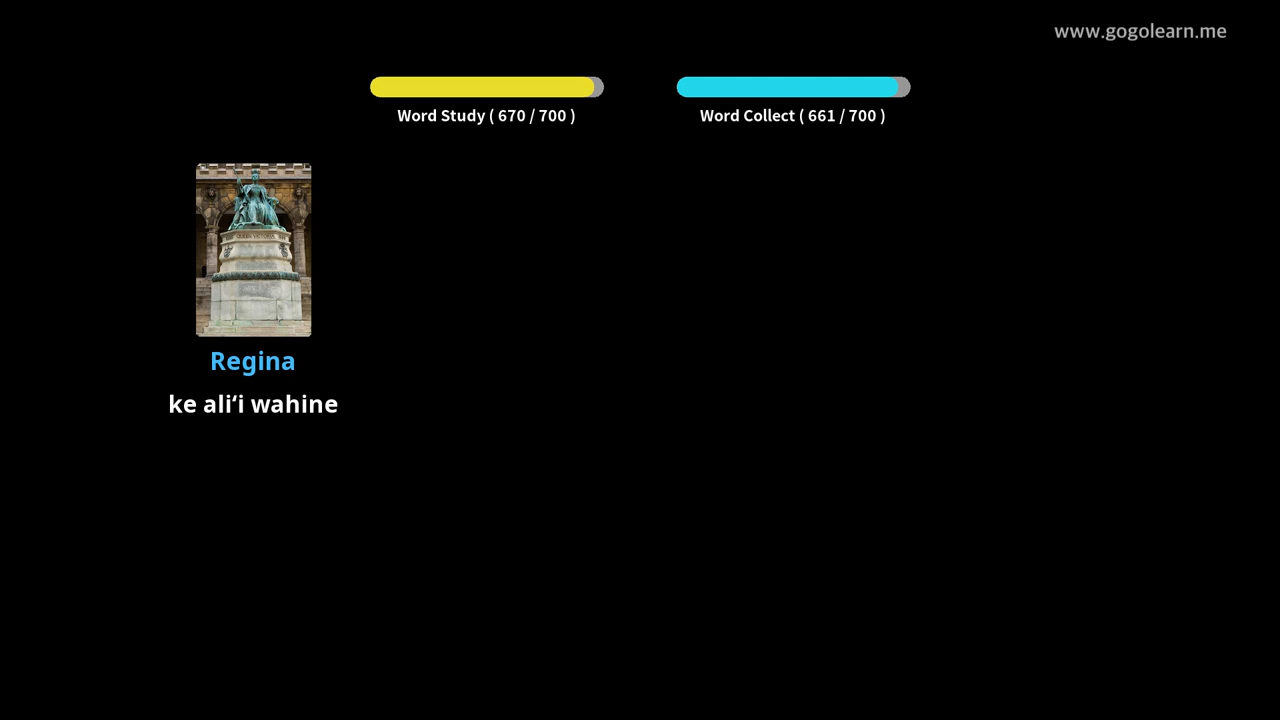 www.gogolearn.me
Word Study ( 670 / 700 )
Word Collect ( 661 / 700 )
Regina
ke aliʻi wahine